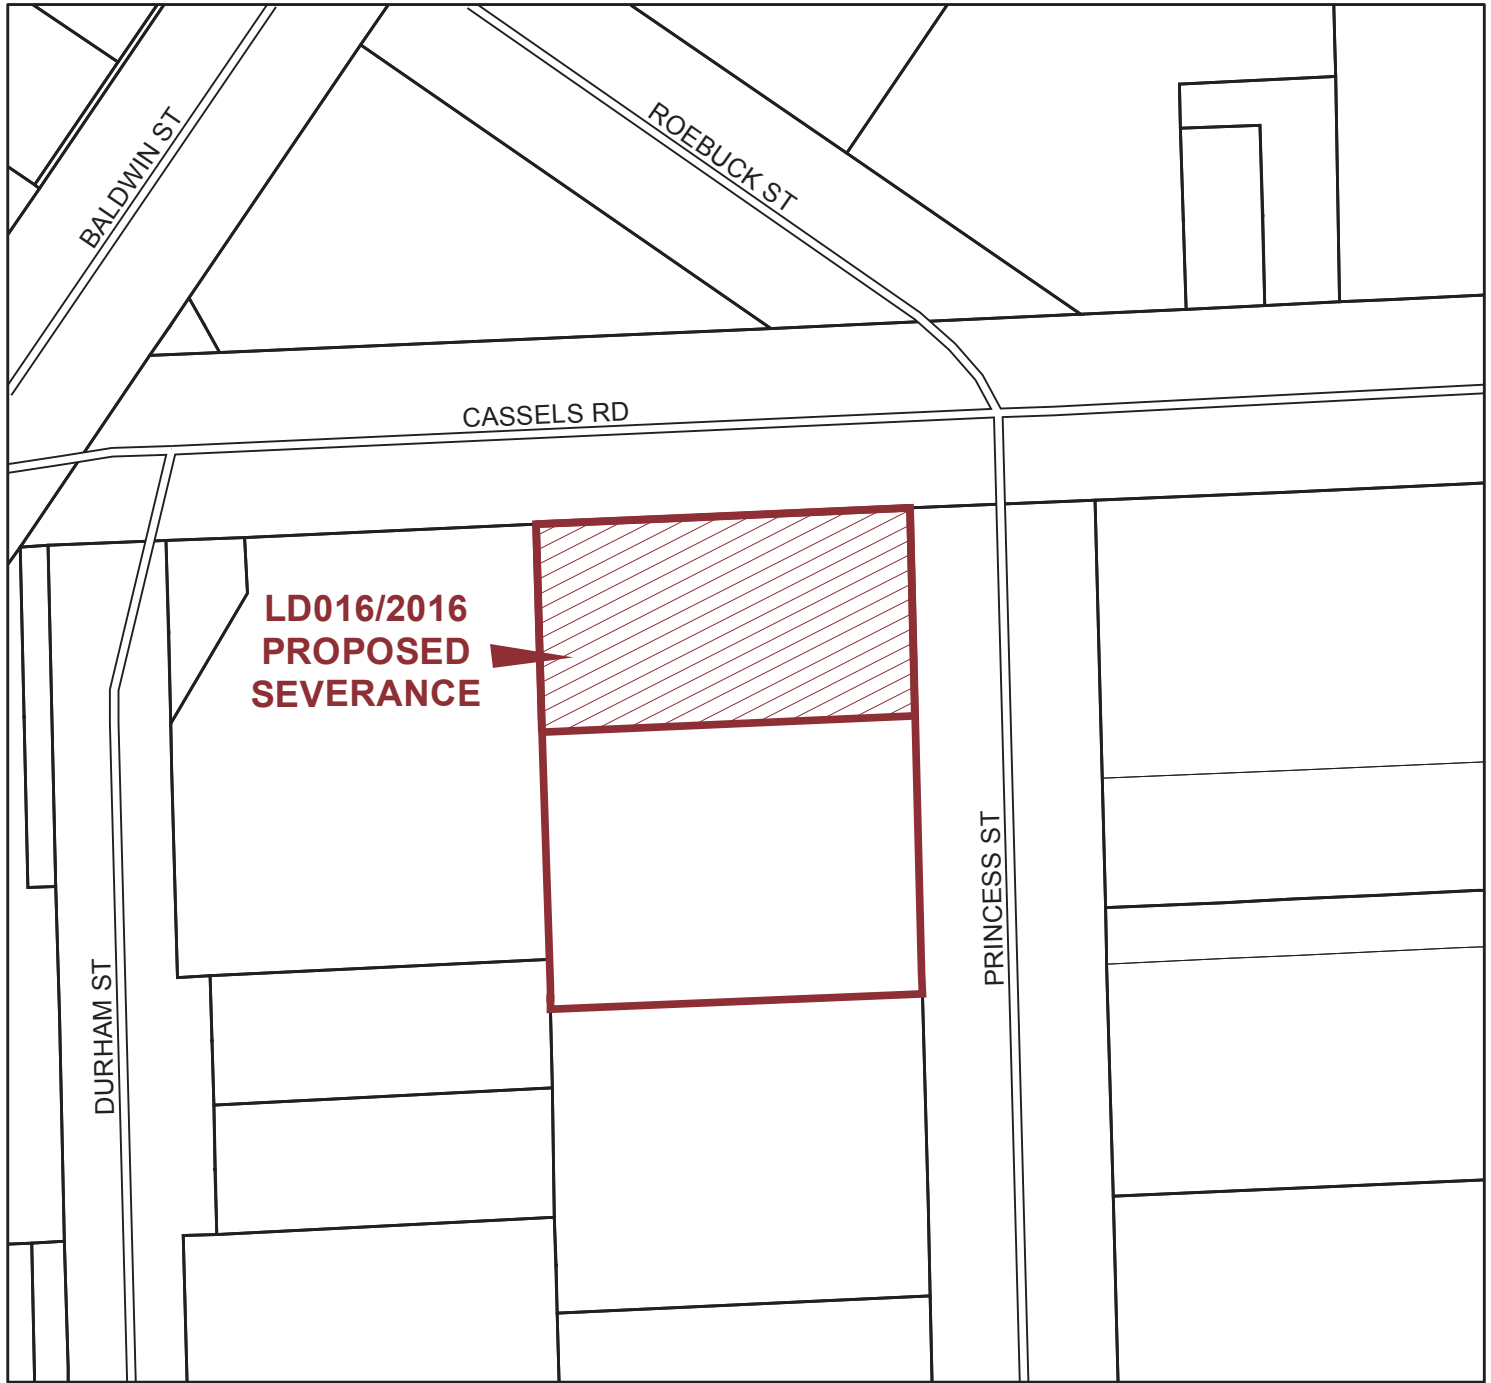 BALDWIN ST
ROEBUCK ST
CASSELS RD
LD016/2016
PROPOSED
SEVERANCE
PRINCESS ST
DURHAM ST